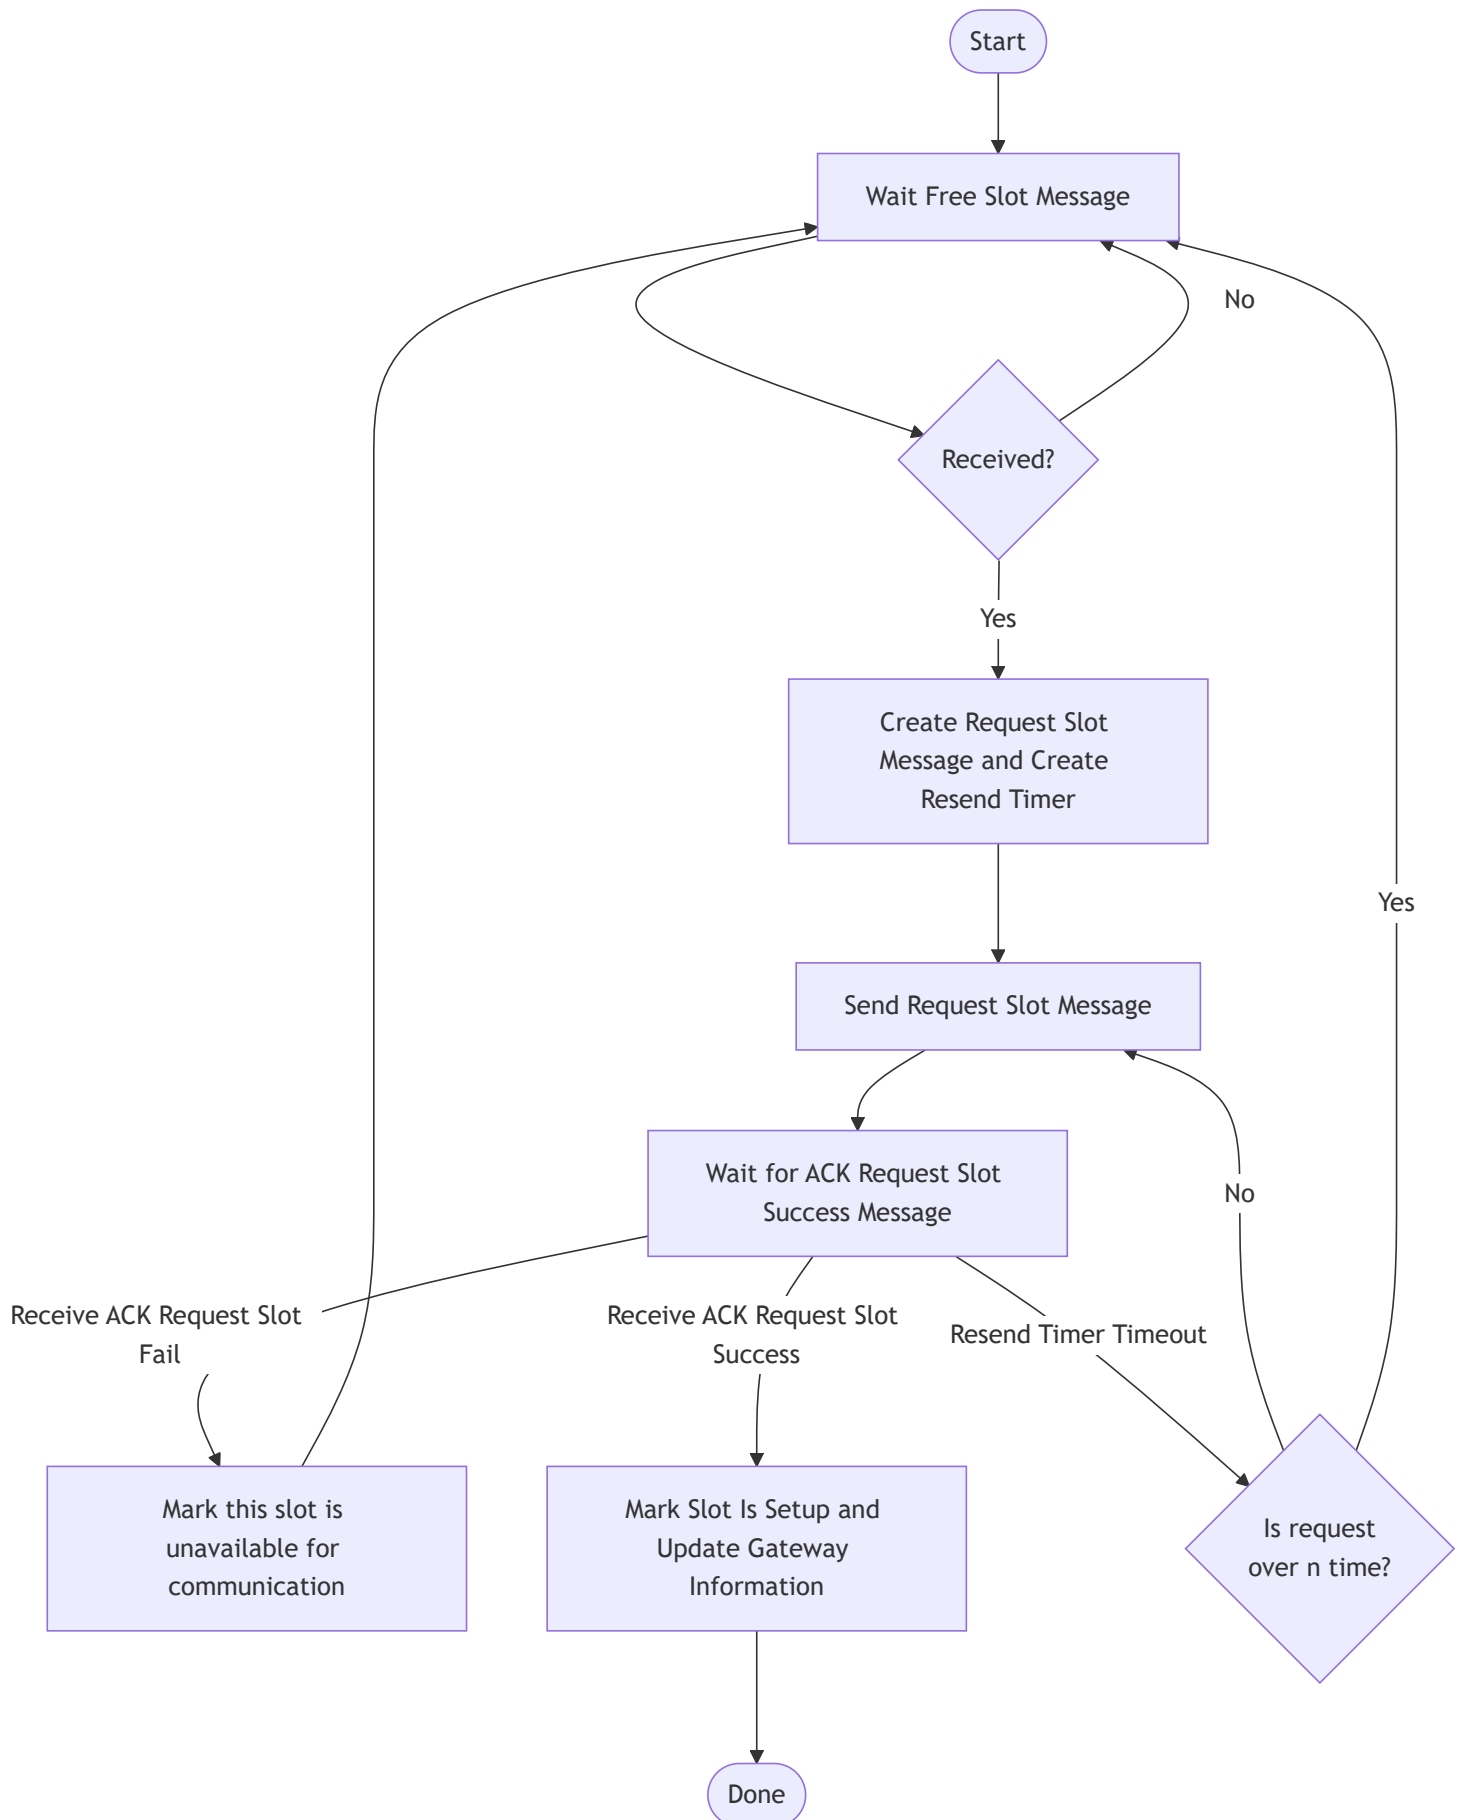 Start
Wait Free Slot Message
No
Received?
Yes
Create Request Slot
Message and Create
Resend Timer
Yes
Send Request Slot Message
Wait for ACK Request Slot
Success Message
No
Receive ACK Request Slot
Fail
Receive ACK Request Slot
Success
Resend Timer Timeout
Mark this slot is
unavailable for
communication
Mark Slot Is Setup and
Update Gateway
Information
Is request
over n time?
Done